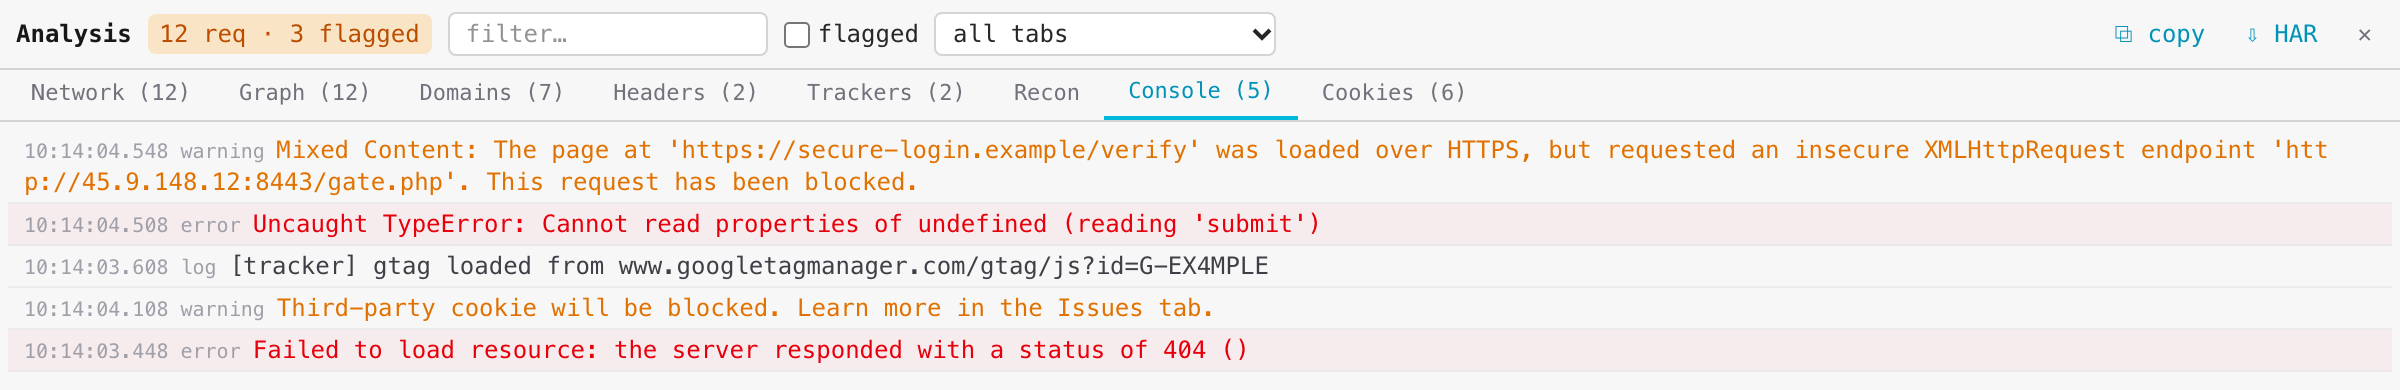 Analysis 12 req · 3 flagged filter… flagged all tabs copy ⇩ HAR ×
Network (12) Graph (12) Domains (7) Headers (2) Trackers (2) Recon Console (5) Cookies (6)
10:14:04.548 warning Mixed Content: The page at 'https://secure-login.example/verify' was loaded over HTTPS, but requested an insecure XMLHttpRequest endpoint 'htt
p://45.9.148.12:8443/gate.php'. This request has been blocked.
10:14:04.508 error Uncaught TypeError: Cannot read properties of undefined (reading 'submit')
10:14:03.608 log [tracker] gtag loaded from www.googletagmanager.com/gtag/js?id=G-EX4MPLE
10:14:04.108 warning Third-party cookie will be blocked. Learn more in the Issues tab.
10:14:03.448 error Failed to load resource: the server responded with a status of 404 ()